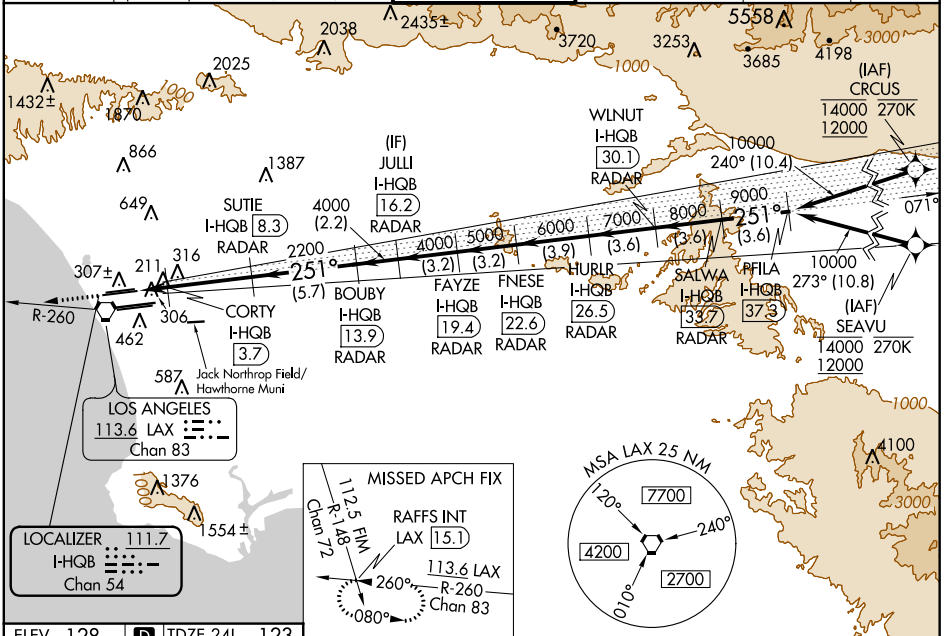 2435±
2038
3720
5558
3253
3685
4198
3000
1000
2025
1432±
1870
(IAF)
CRCUS
14000 270K
12000
WLNUT
I-HQB
30.1
RADAR
10000
240° (10.4)
866
1387
(IF)
JULLI
I-HQB
16.2
RADAR
649
SUTIE
I-HQB 8.3
RADAR
4000
(2.2)
071°
2200
251°
(5.7)
4000
(3.2)
5000
(3.2)
6000
(3.9)
7000
(3.6)
8000
(3.6)
9000
251°
(3.6)
307±
211
316
306
462
R-260
CORTY
I-HQB
3.7
BOUBY
I-HQB
13.9
RADAR
FAYZE
I-HQB
19.4
RADAR
FNESE
I-HQB
22.6
RADAR
HURLR
I-HQB
26.5
RADAR
SALWA
I-HQB
33.7
RADAR
PFILA
I-HQB
37.3
10000
273° (10.8)
(IAF)
SEAVU
14000 270K
12000
Jack Northrop Field/
Hawthorne Muni
587
LOS ANGELES
113.6 LAX
Chan 83
1000
4100
3000
1376
1554±
LOCALIZER 111.7
I-HQB
Chan 54
MISSED APCH FIX
112.5 FIM
R-148
Chan 72
RAFFS INT
LAX 15.1
113.6 LAX
R-260
Chan 83
260°
080°
MSA LAX 25 NM
120°
7700
240°
4200
2700
010°
ELEV 128 D TDZE 24L 123